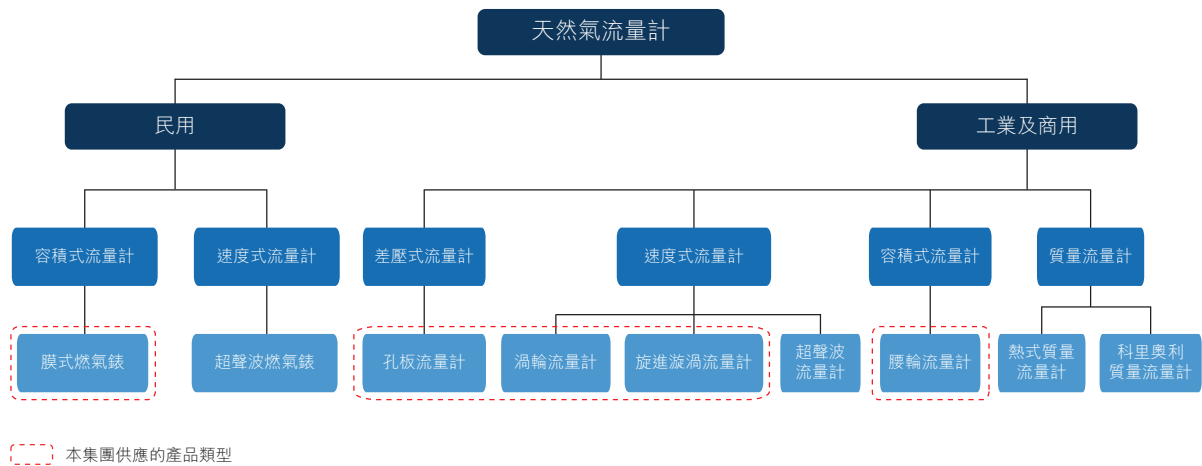 天然氣流量計
民用
工業及商用
容積式流量計
速度式流量計
差壓式流量計
速度式流量計
容積式流量計
質量流量計
膜式燃氣錶
超聲波燃氣錶
孔板流量計
渦輪流量計
旋進漩渦流量計
超聲波
流量計
腰輪流量計
熱式質量
流量計
科里奧利
質量流量計
本集團供應的產品類型